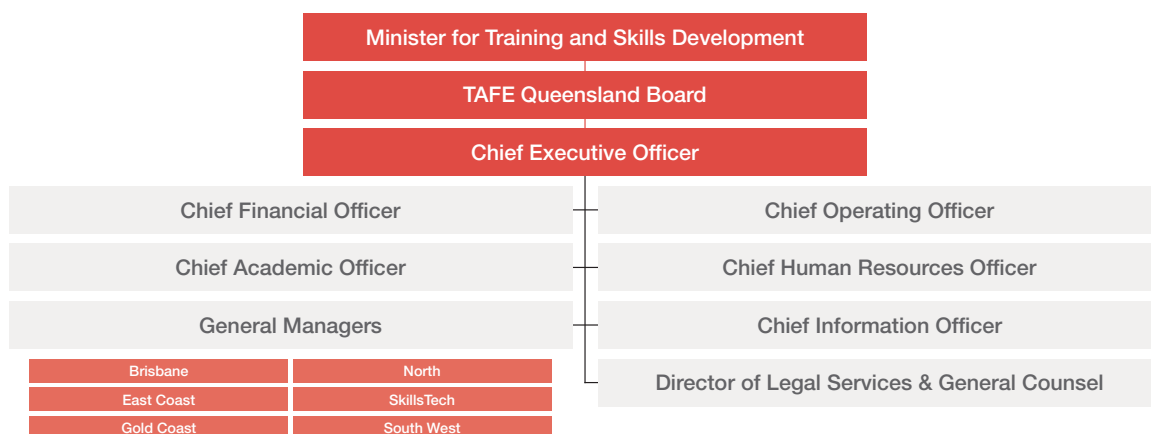 Minister for Training and Skills Development
TAFE Queensland Board
Chief Executive Officer
Chief Financial Officer
Chief Operating Officer
Chief Academic Officer
Chief Human Resources Officer
General Managers
Chief Information Officer
Brisbane
North
East Coast
SkillsTech
Gold Coast
South West
Director of Legal Services & General Counsel